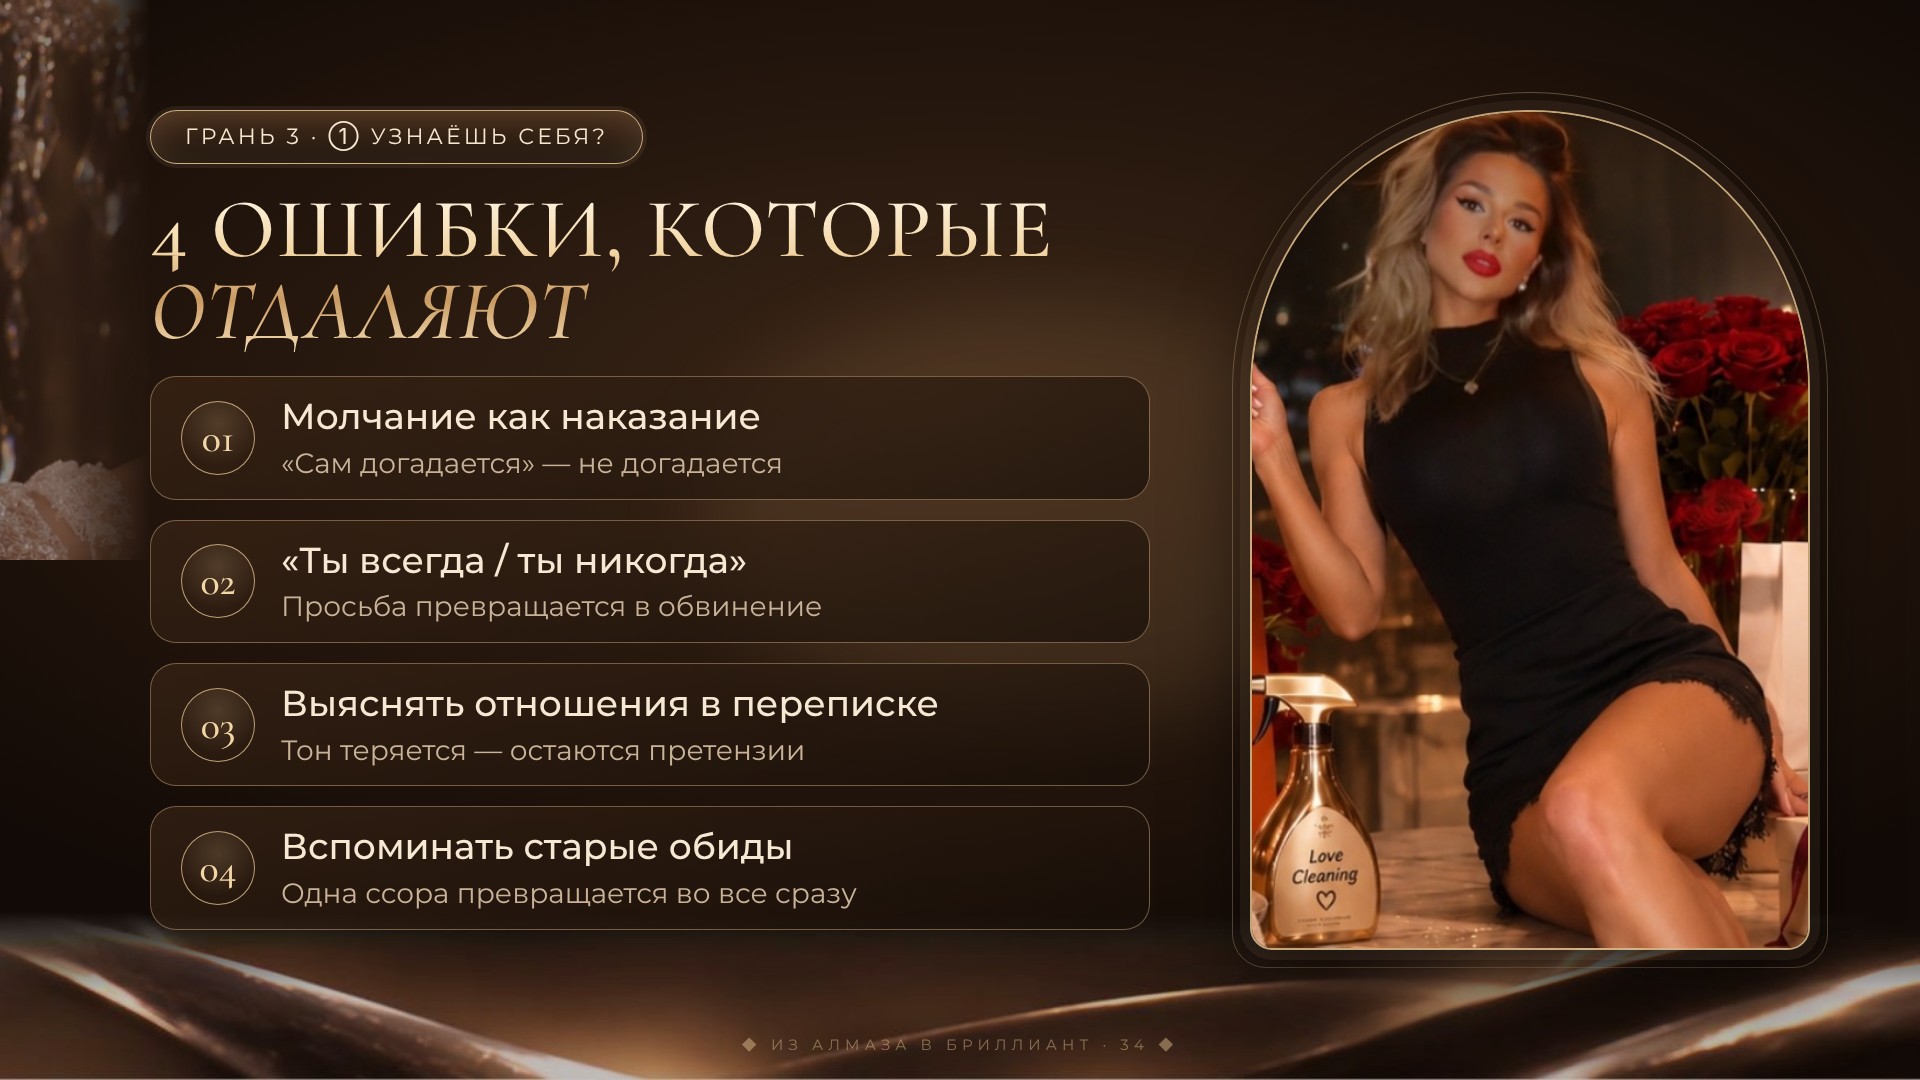 ГРАНЬ 3 · ① УЗНАЁШЬ СЕБЯ?
4 ОШИБКИ, КОТОРЫЕ
ОТДАЛЯЮТ
01
Молчание как наказание
«Сам догадается» — не догадается
02
«Ты всегда / ты никогда»
Просьба превращается в обвинение
03
Выяснять отношения в переписке
Тон теряется — остаются претензии
04
Вспоминать старые обиды
Одна ссора превращается во все сразу
Love
Cleaning
◆ ИЗ АЛМАЗА В БРИЛЛИАНТ · 34 ◆